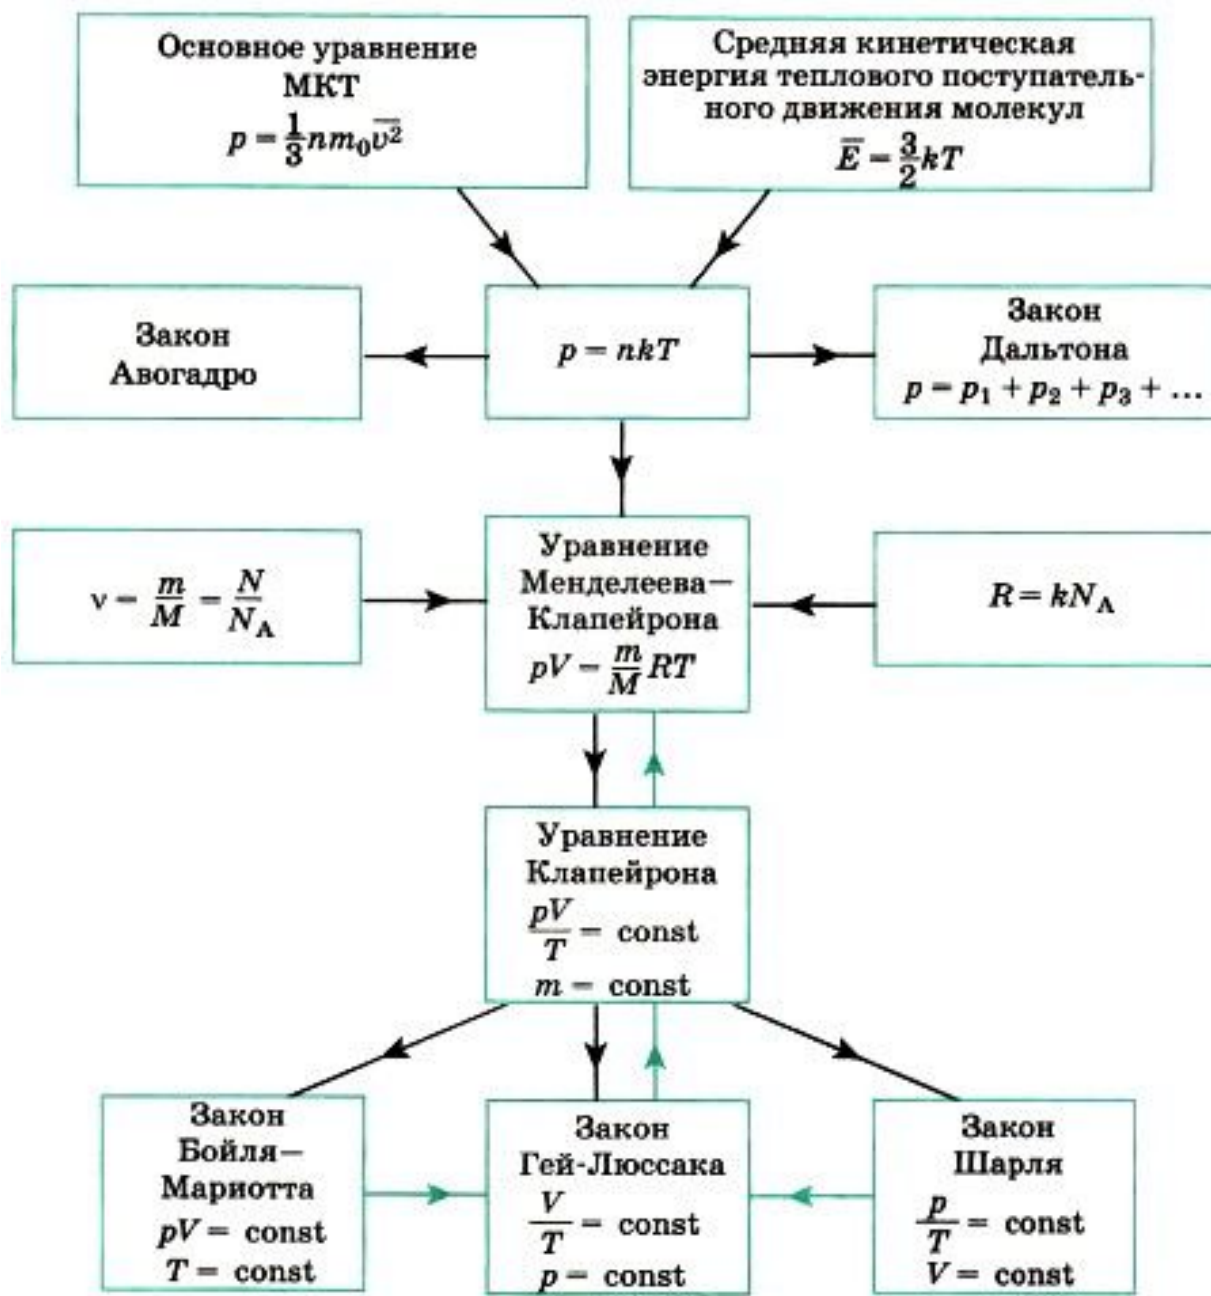 Основное уравнение
МКТ
p = 1/3 nm₀v̅²
Средняя кинетическая
энергия теплового поступатель-
ного движения молекул
E̅ = 3/2 kT
Закон
Авогадро
p = nkT
Закон
Дальтона
p = p₁ + p₂ + p₃ + ...
ν = m/M = N/N_A
Уравнение
Менделеева—
Клапейрона
pV = m/M RT
R = kN_A
Уравнение
Клапейрона
pV/T = const
m = const
Закон
Бойля—
Мариотта
pV = const
T = const
Закон
Гей-Люссака
V/T = const
p = const
Закон
Шарля
p/T = const
V = const